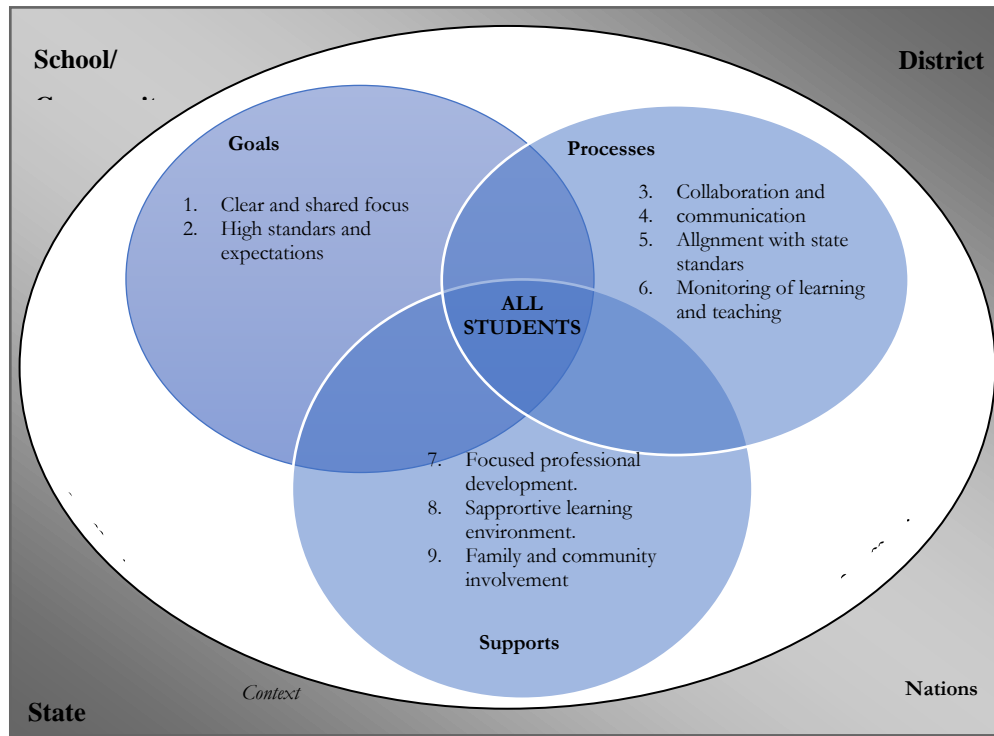 School/
District
Goals
1. Clear and shared focus
2. High standars and
expectations
Processes
3. Collaboration and
4. communication
5. Allgnment with state
standars
6. Monitoring of learning
and teaching
ALL
STUDENTS
7. Focused professional
development.
8. Sapprortive learning
environment.
9. Family and community
involvement
Supports
Context
State
Nations